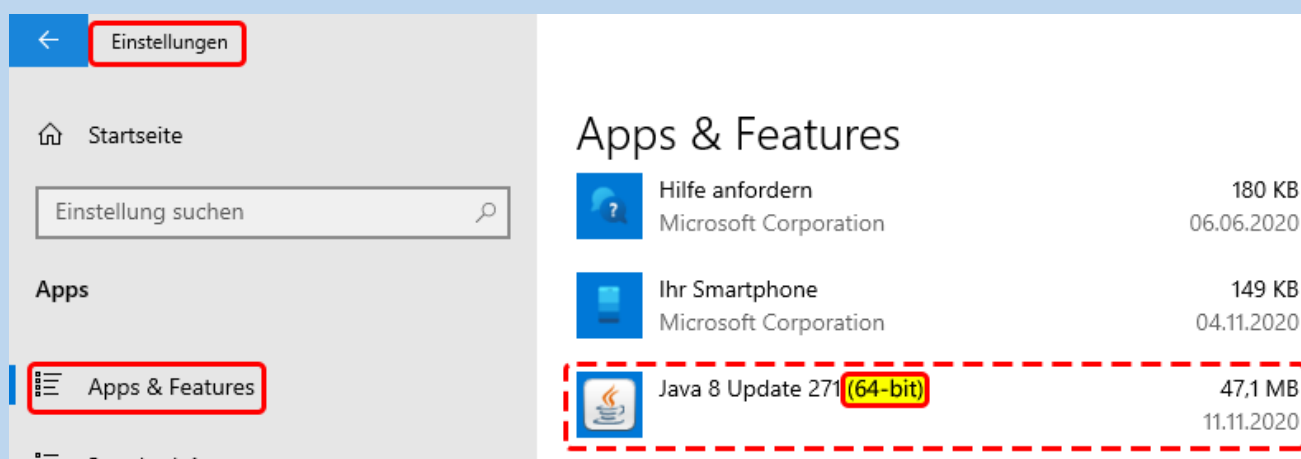 Einstellungen
Startseite
Einstellung suchen
Apps
Apps & Features
Apps & Features
Hilfe anfordern 180 KB
Microsoft Corporation 06.06.2020
Ihr Smartphone 149 KB
Microsoft Corporation 04.11.2020
Java 8 Update 271 (64-bit) 47,1 MB
11.11.2020